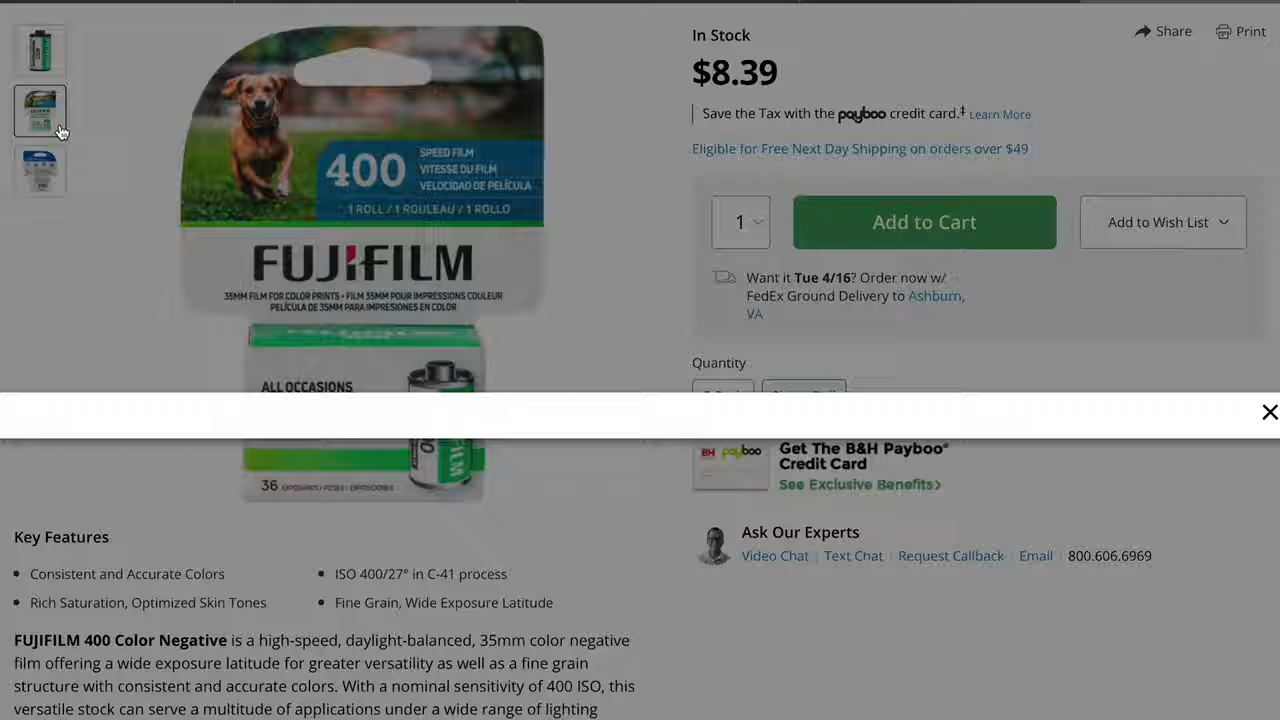 400
SPEED FILM
VITESSE DU FILM
VELOCIDAD DE PELÍCULA
1 ROLL / 1 ROULEAU / 1 ROLLO
FUJIFILM
35MM FILM FOR COLOR PRINTS • FILM 35MM POUR IMPRESSIONS COULEUR
PELÍCULA DE 35MM PARA IMPRESIONES EN COLOR
ALL OCCASIONS
36 EXPOSURES / POSES / EXPOSICIONES
In Stock
$8.39
Share
Print
Save the Tax with the payboo credit card.‡ Learn More
Eligible for Free Next Day Shipping on orders over $49
1
Add to Cart
Add to Wish List
Want it Tue 4/16? Order now w/
FedEx Ground Delivery to Ashburn,
VA
Quantity
BH payboo
Get The B&H Payboo®
Credit Card
See Exclusive Benefits>
Ask Our Experts
Video Chat | Text Chat | Request Callback | Email | 800.606.6969
Key Features
• Consistent and Accurate Colors
• Rich Saturation, Optimized Skin Tones
• ISO 400/27° in C-41 process
• Fine Grain, Wide Exposure Latitude
FUJIFILM 400 Color Negative is a high-speed, daylight-balanced, 35mm color negative
film offering a wide exposure latitude for greater versatility as well as a fine grain
structure with consistent and accurate colors. With a nominal sensitivity of 400 ISO, this
versatile stock can serve a multitude of applications under a wide range of lighting